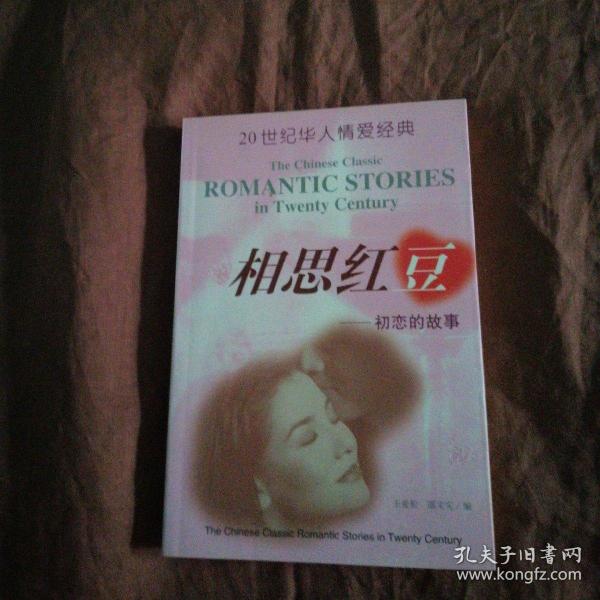 20世纪华人情爱经典
The Chinese Classic
ROMANTIC STORIES
in Twenty Century
相思红豆
——初恋的故事
The Chinese Classic Romantic Stories in Twenty Century
孔夫子旧书网
www.kongfz.com